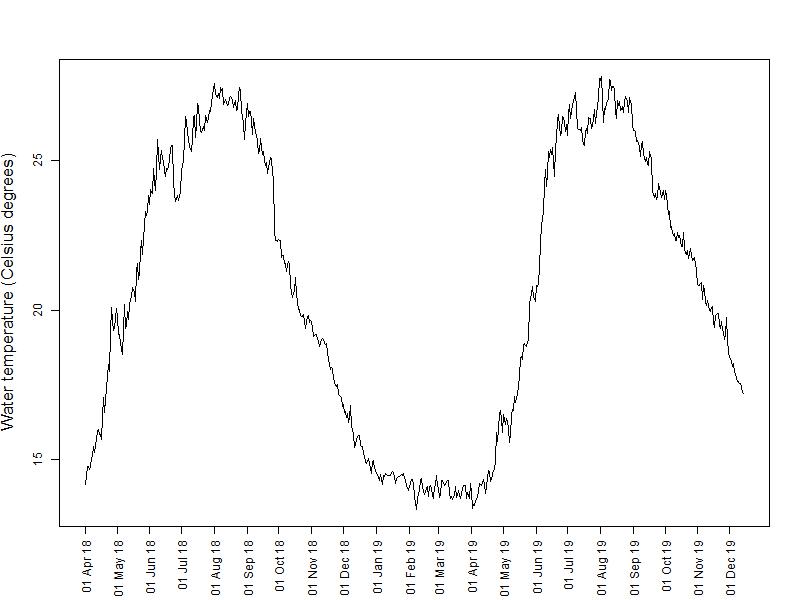 Water temperature (Celsius degrees)
25
20
15
01 Apr 18
01 May 18
01 Jun 18
01 Jul 18
01 Aug 18
01 Sep 18
01 Oct 18
01 Nov 18
01 Dec 18
01 Jan 19
01 Feb 19
01 Mar 19
01 Apr 19
01 May 19
01 Jun 19
01 Jul 19
01 Aug 19
01 Sep 19
01 Oct 19
01 Nov 19
01 Dec 19